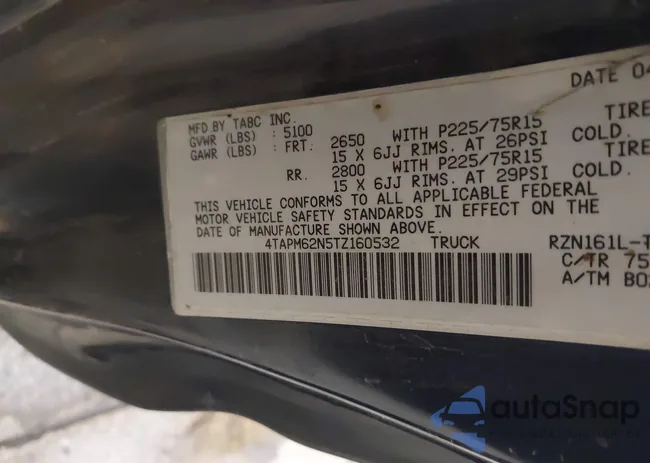 DATE 04
MFD.BY TABC INC.
GVWR (LBS) : 5100
GAWR (LBS) : FRT. 2650 WITH P225/75R15 TIRE
15 X 6JJ RIMS. AT 26PSI COLD.
RR. 2800 WITH P225/75R15 TIRE
15 X 6JJ RIMS. AT 29PSI COLD.
THIS VEHICLE CONFORMS TO ALL APPLICABLE FEDERAL
MOTOR VEHICLE SAFETY STANDARDS IN EFFECT ON THE
DATE OF MANUFACTURE SHOWN ABOVE.
4TAPM62N5TZ160532 TRUCK RZN161L-T
C/TR 75
A/TM B0
autoSnap